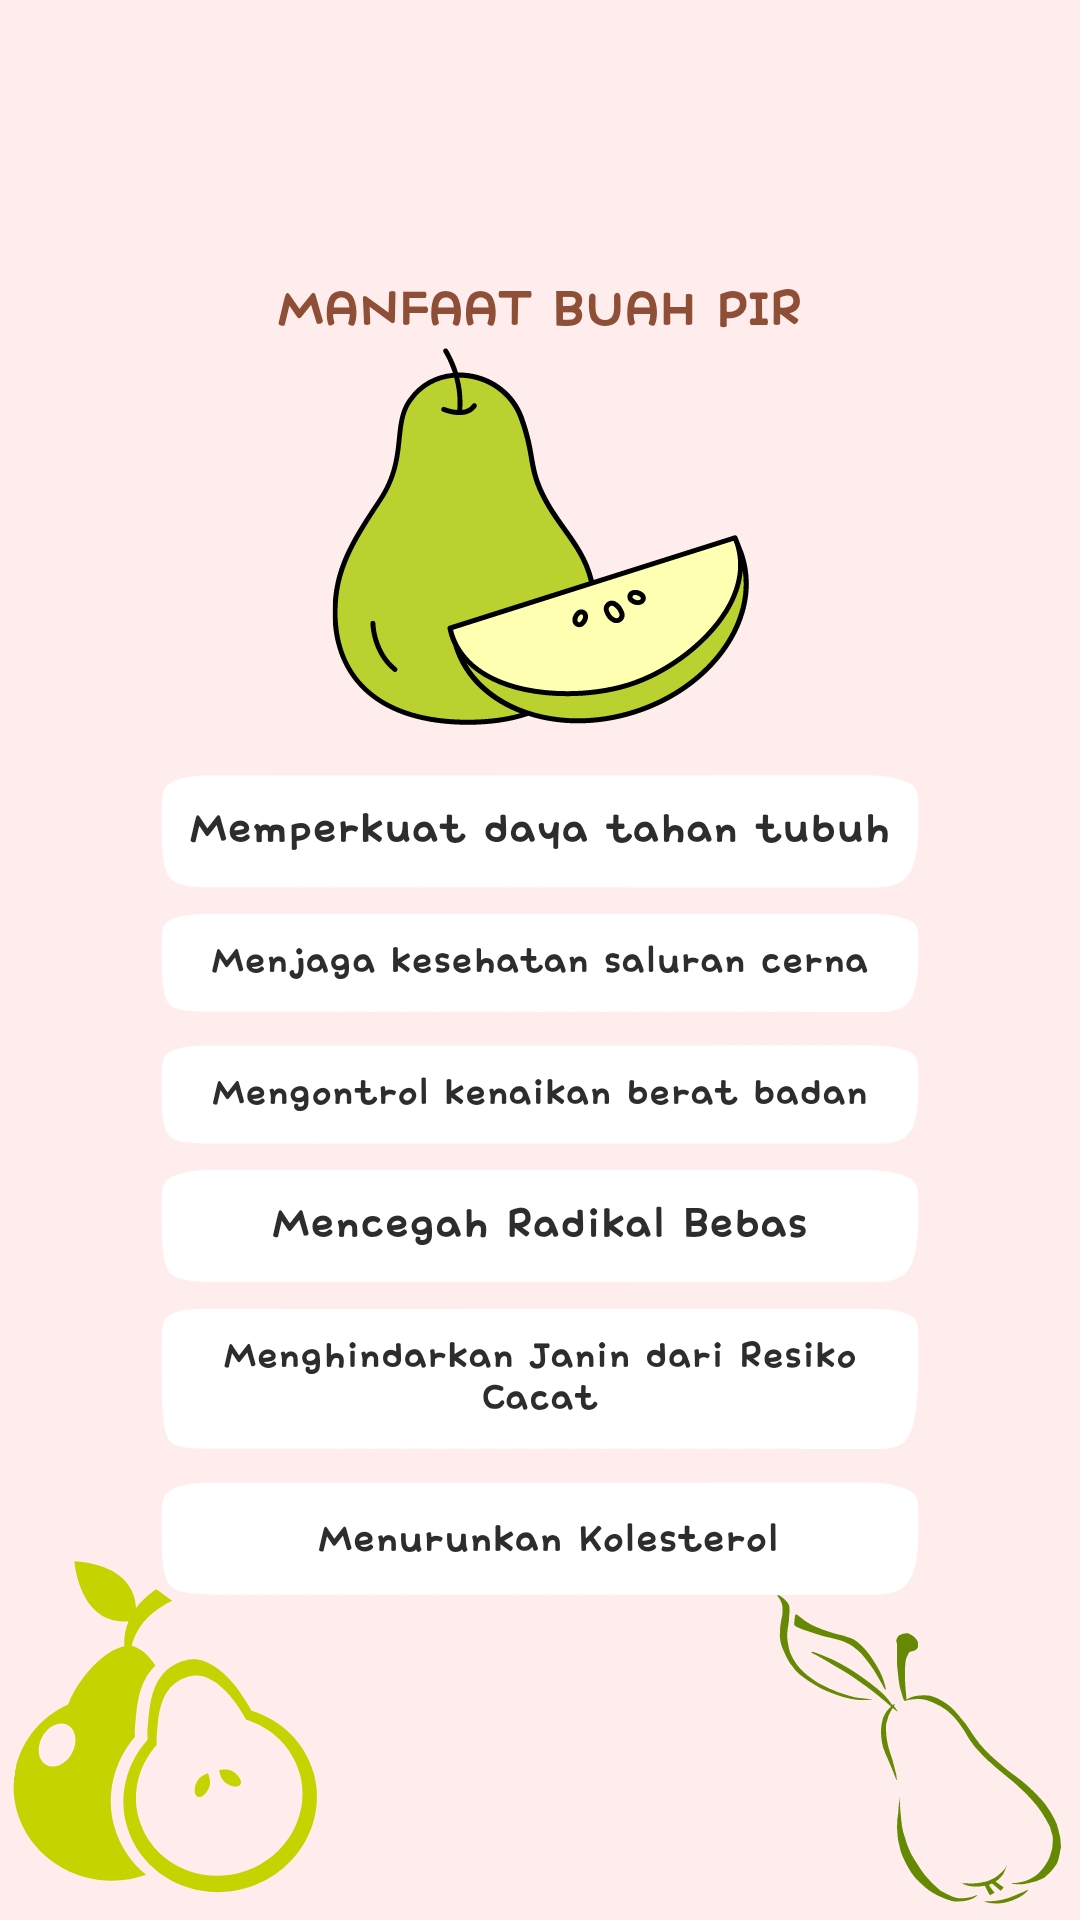 MANFAAT BUAH PIR
Memperkuat daya tahan tubuh
Menjaga kesehatan saluran cerna
Mengontrol kenaikan berat badan
Mencegah Radikal Bebas
Menghindarkan Janin dari Resiko
Cacat
Menurunkan Kolesterol